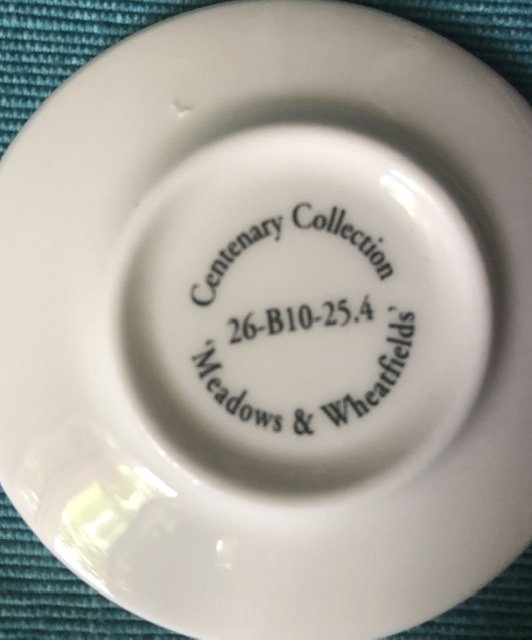 Centenary Collection
26-B10-25.4
'Meadows & Wheatfields'